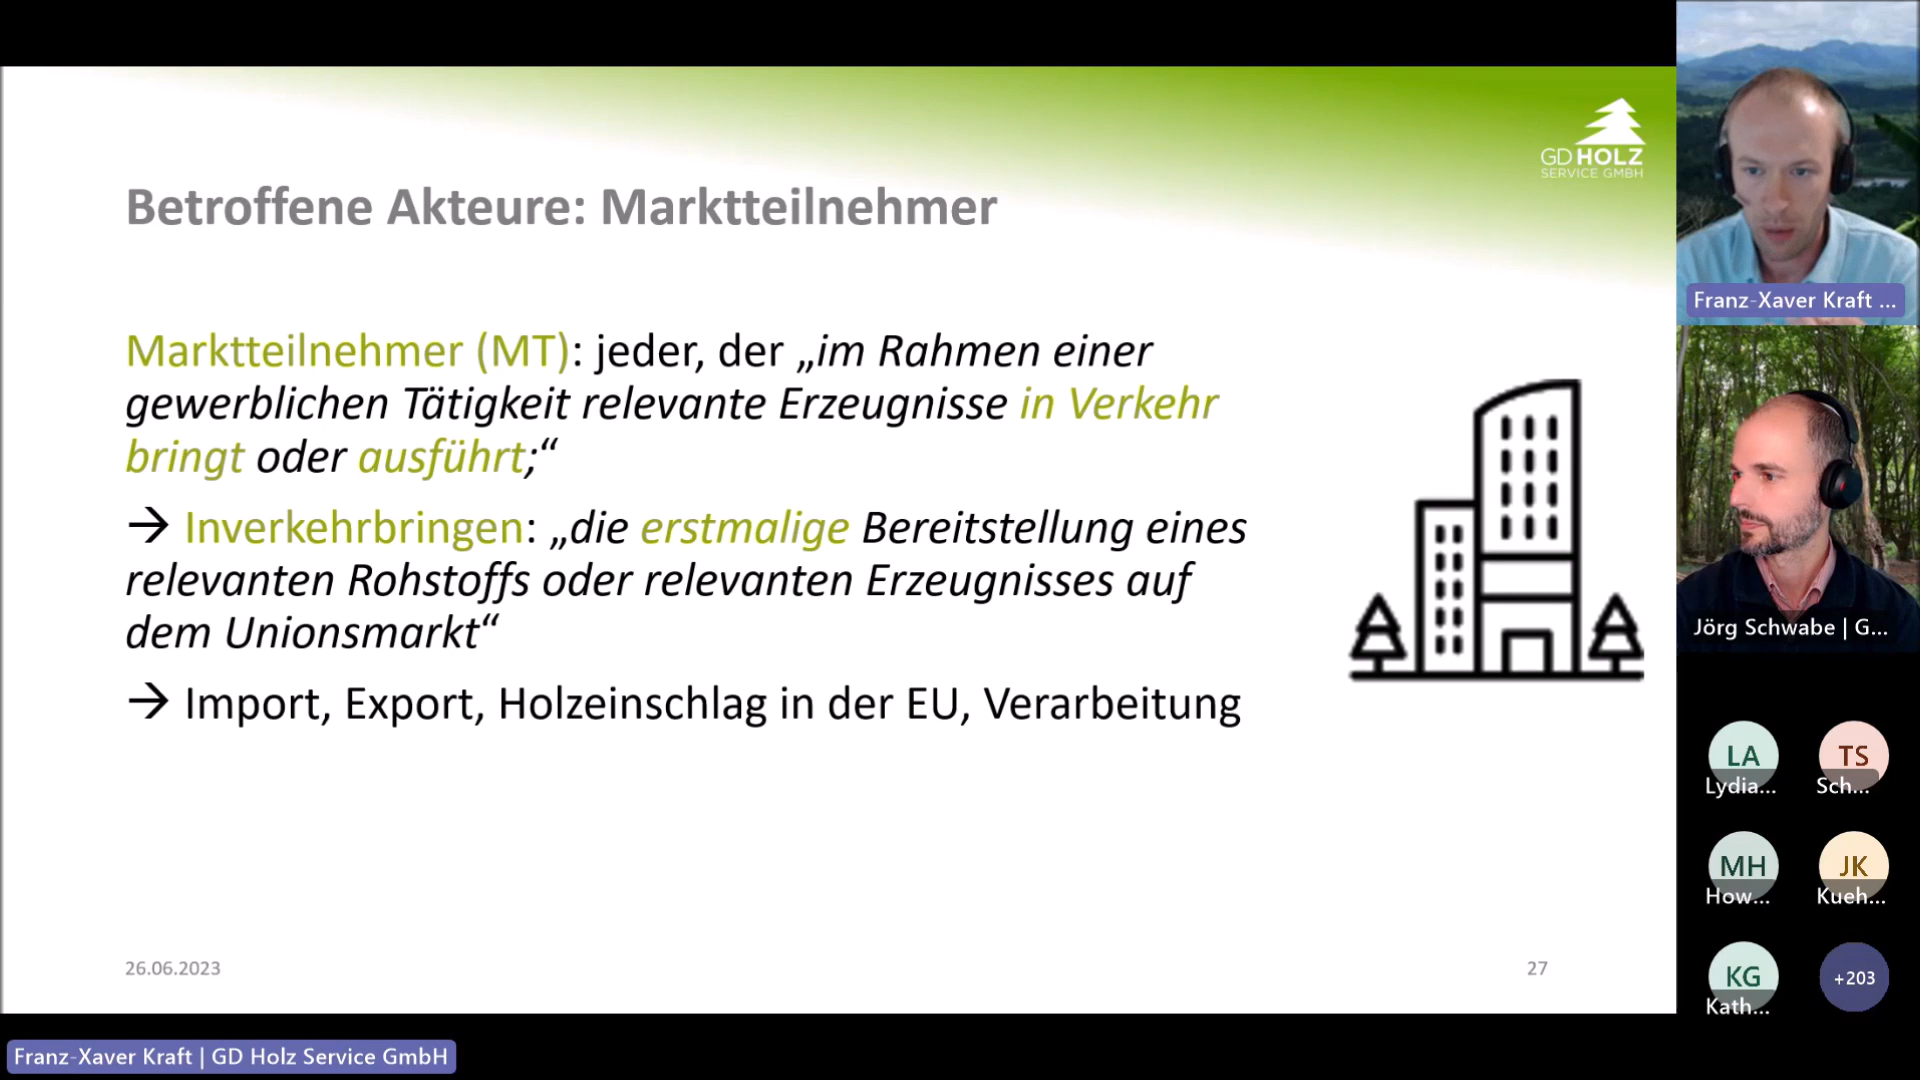 GD HOLZ
SERVICE GMBH
Betroffene Akteure: Marktteilnehmer
Marktteilnehmer (MT): jeder, der „im Rahmen einer
gewerblichen Tätigkeit relevante Erzeugnisse in Verkehr
bringt oder ausführt;“
→ Inverkehrbringen: „die erstmalige Bereitstellung eines
relevanten Rohstoffs oder relevanten Erzeugnisses auf
dem Unionsmarkt“
→ Import, Export, Holzeinschlag in der EU, Verarbeitung
26.06.2023
27
Franz-Xaver Kraft | GD Holz Service GmbH
Franz-Xaver Kraft ...
Jörg Schwabe | G...
LA
Lydia...
TS
Sch...
MH
How...
JK
Kueh...
KG
Kath...
+203